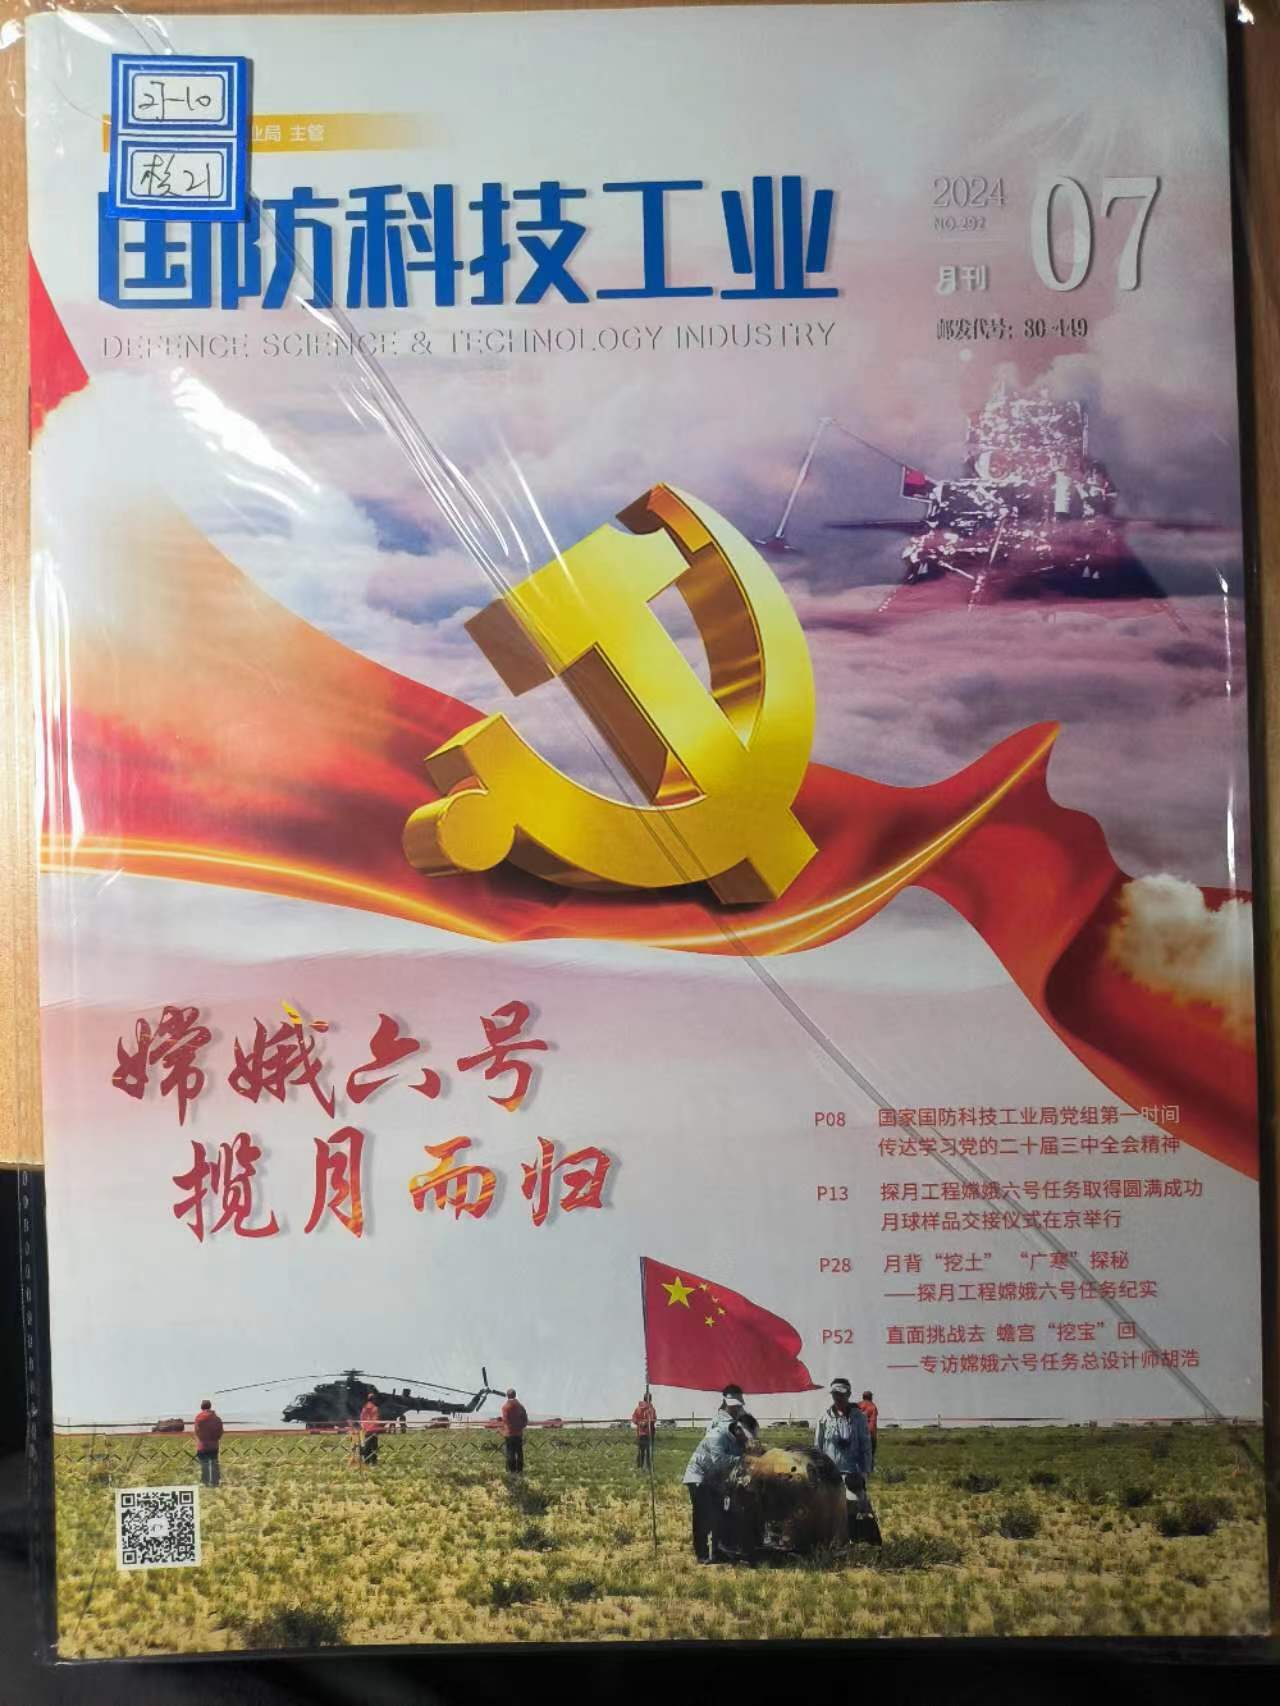 业局 主管
国防科技工业
DEFENCE SCIENCE & TECHNOLOGY INDUSTRY
2024
NO.292
月刊
07
邮发代号：80-449
嫦娥六号
揽月而归
P08 国家国防科技工业局党组第一时间
传达学习党的二十届三中全会精神
P13 探月工程嫦娥六号任务取得圆满成功
月球样品交接仪式在京举行
P28 月背“挖土” “广寒”探秘
——探月工程嫦娥六号任务纪实
P52 直面挑战去 蟾宫“挖宝”回
——专访嫦娥六号任务总设计师胡浩